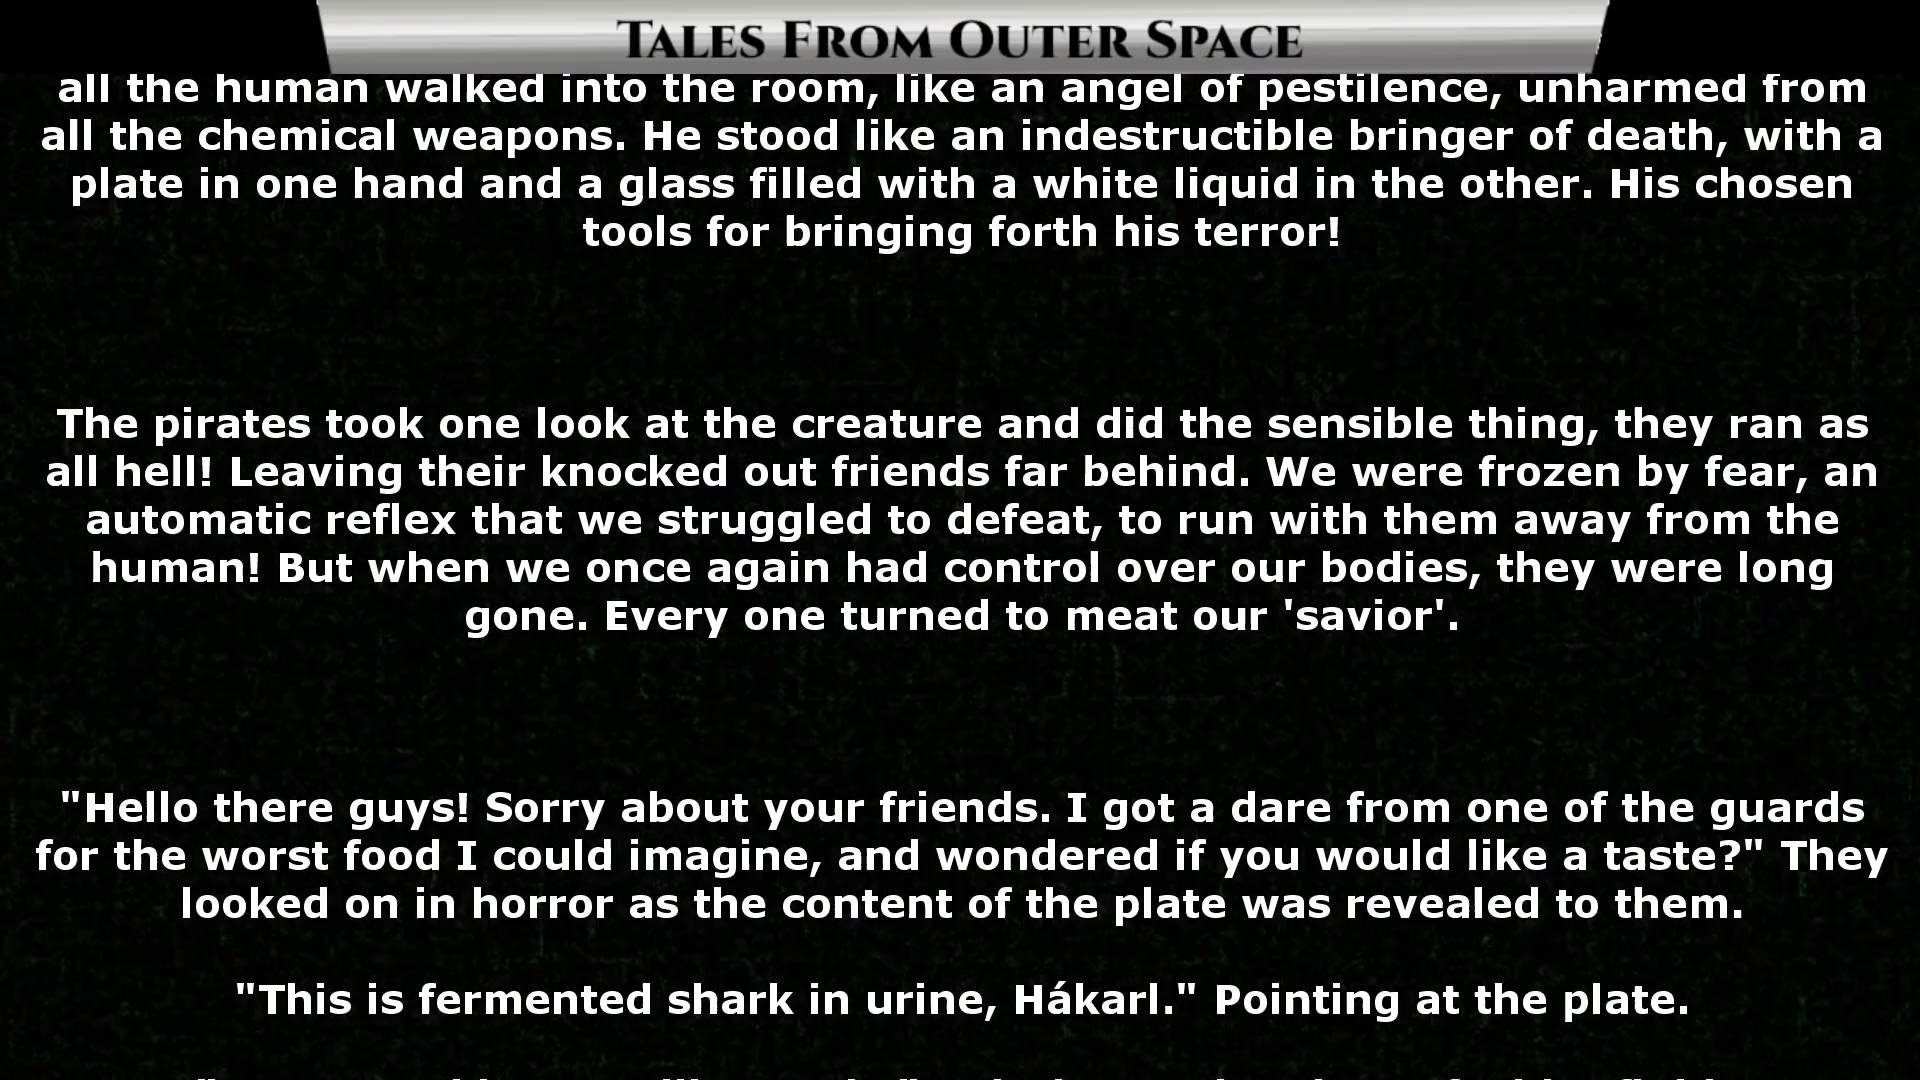 Tales From Outer Space
all the human walked into the room, like an angel of pestilence, unharmed from
all the chemical weapons. He stood like an indestructible bringer of death, with a
plate in one hand and a glass filled with a white liquid in the other. His chosen
tools for bringing forth his terror!
The pirates took one look at the creature and did the sensible thing, they ran as
all hell! Leaving their knocked out friends far behind. We were frozen by fear, an
automatic reflex that we struggled to defeat, to run with them away from the
human! But when we once again had control over our bodies, they were long
gone. Every one turned to meat our 'savior'.
"Hello there guys! Sorry about your friends. I got a dare from one of the guards
for the worst food I could imagine, and wondered if you would like a taste?" They
looked on in horror as the content of the plate was revealed to them.
"This is fermented shark in urine, Hákarl." Pointing at the plate.